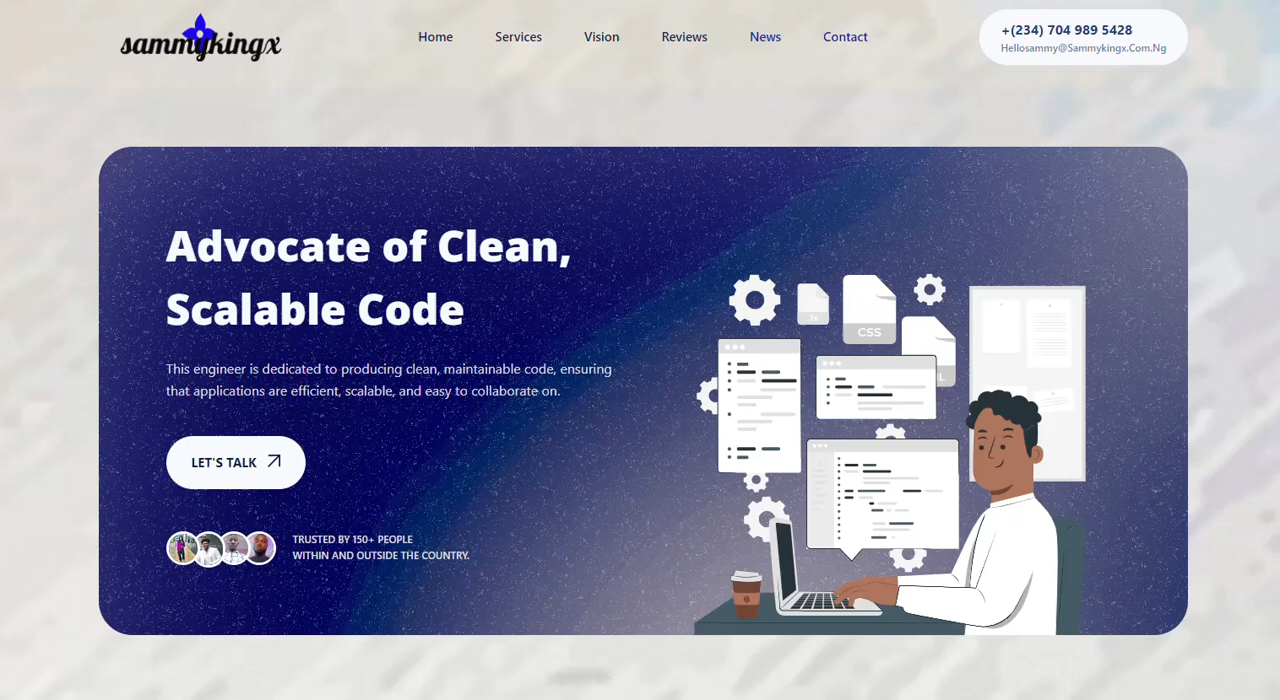 sammykingx
Home Services Vision Reviews News Contact
+(234) 704 989 5428
Hellosammy@Sammykingx.Com.Ng
Advocate of Clean,
Scalable Code
This engineer is dedicated to producing clean, maintainable code, ensuring
that applications are efficient, scalable, and easy to collaborate on.
LET'S TALK
TRUSTED BY 150+ PEOPLE
WITHIN AND OUTSIDE THE COUNTRY.
Js
CSS